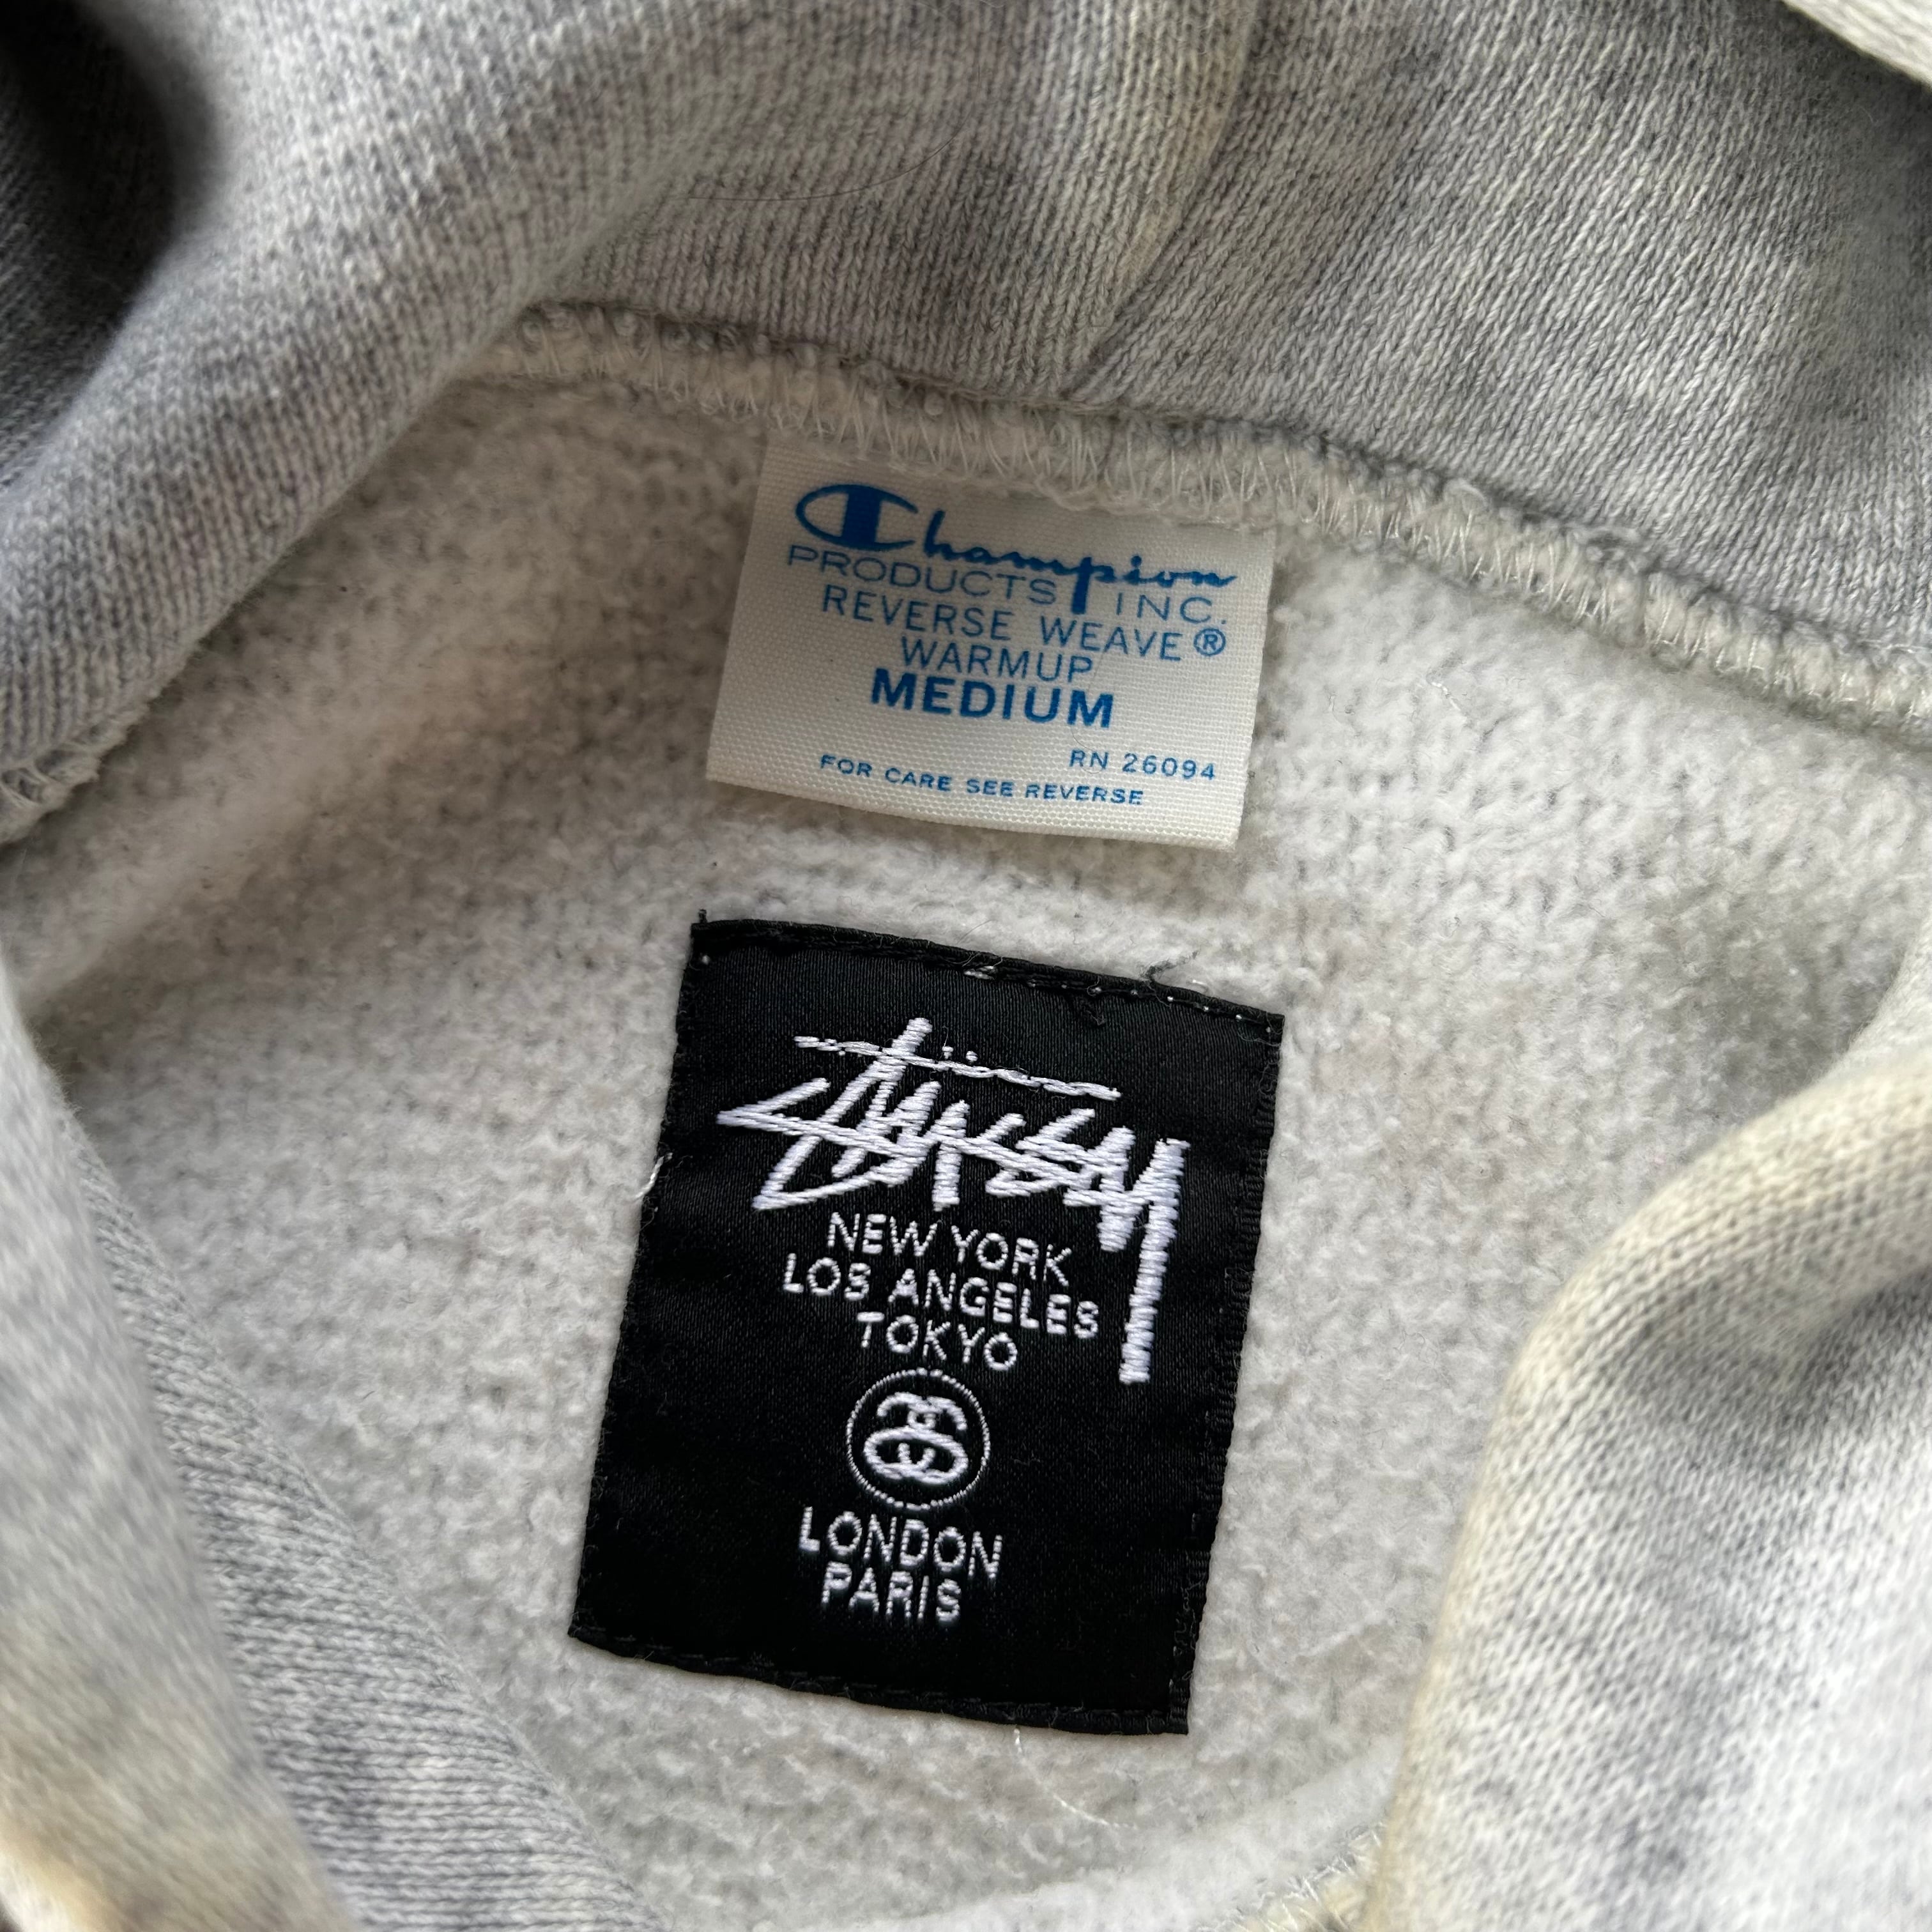 Champion
PRODUCTS INC.
REVERSE WEAVE®
WARMUP
MEDIUM
RN 26094
FOR CARE SEE REVERSE
Stüssy
NEW YORK
LOS ANGELES
TOKYO
LONDON
PARIS